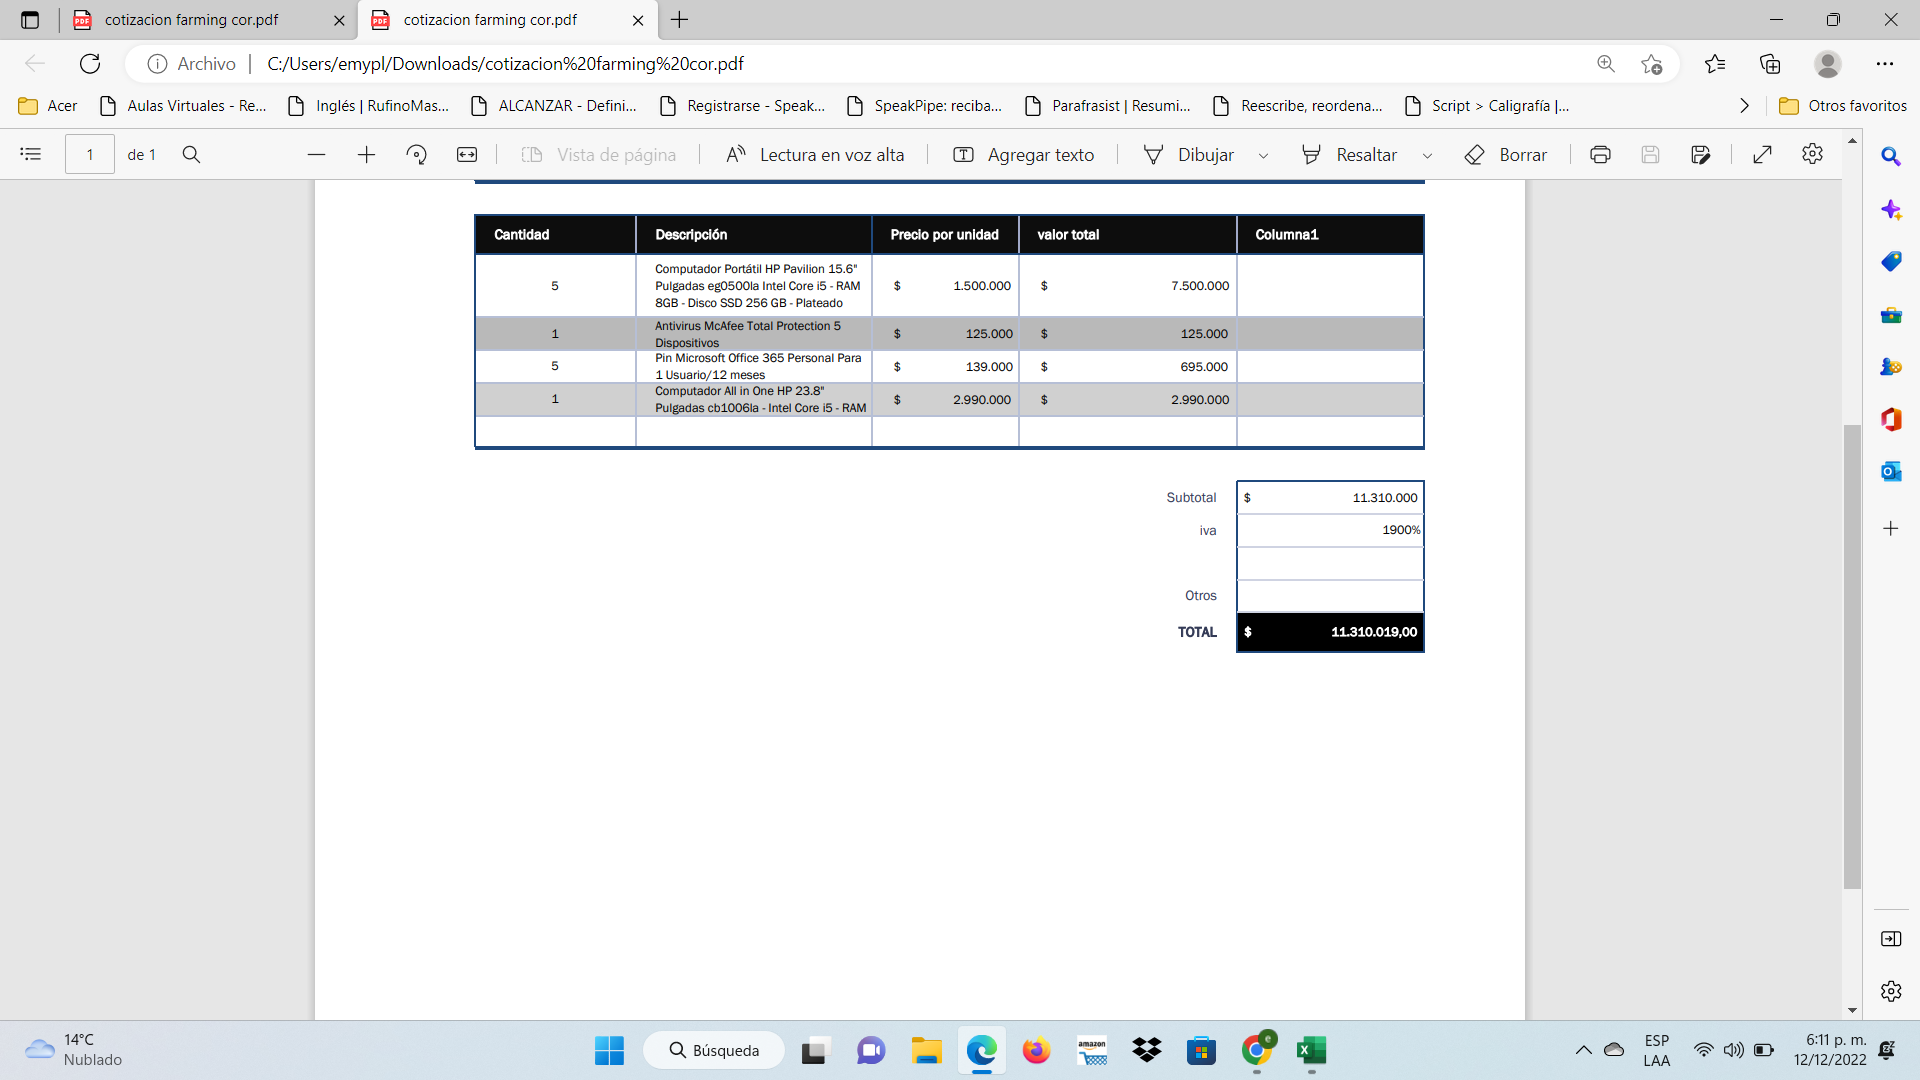 cotizacion farming cor.pdf
cotizacion farming cor.pdf
Archivo
C:/Users/emypl/Downloads/cotizacion%20farming%20cor.pdf
Acer
Aulas Virtuales - Re...
Inglés | RufinoMas...
ALCANZAR - Defini...
Registrarse - Speak...
SpeakPipe: reciba...
Parafrasist | Resumi...
Reescribe, reordena...
Script > Caligrafía |...
Otros favoritos
1
de 1
Vista de página
Lectura en voz alta
Agregar texto
Dibujar
Resaltar
Borrar
Cantidad Descripción Precio por unidad valor total Columna1
Computador Portátil HP Pavilion 15.6"
5 Pulgadas eg0500la Intel Core i5 - RAM $ 1.500.000 $ 7.500.000
8GB - Disco SSD 256 GB - Plateado
1 Antivirus McAfee Total Protection 5 $ 125.000 $ 125.000
Dispositivos
5 Pin Microsoft Office 365 Personal Para $ 139.000 $ 695.000
1 Usuario/12 meses
1 Computador All in One HP 23.8" $ 2.990.000 $ 2.990.000
Pulgadas cb1006la - Intel Core i5 - RAM
Subtotal $ 11.310.000
iva 1900%
Otros
TOTAL $ 11.310.019,00
14°C
Nublado
Búsqueda
amazon
e
ESP
LAA
6:11 p. m.
12/12/2022